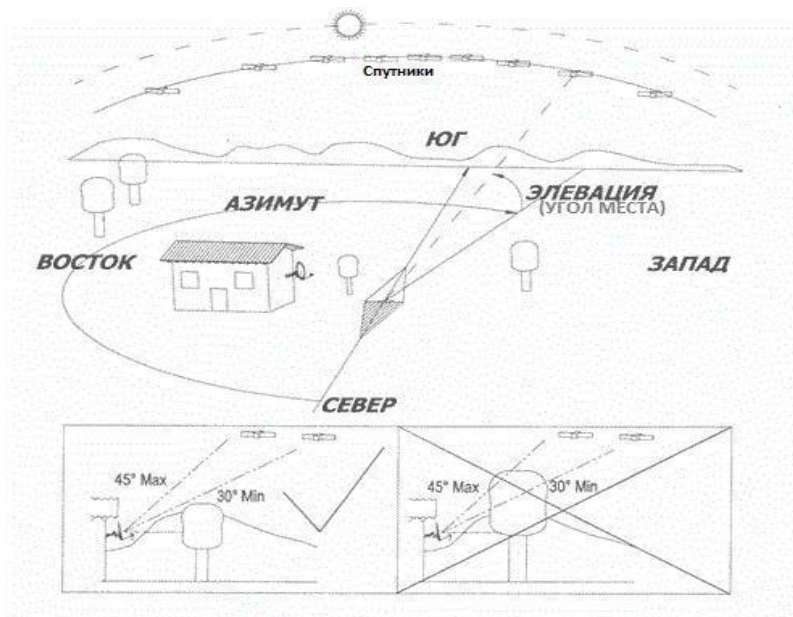 Спутники
ЮГ
ЭЛЕВАЦИЯ
(УГОЛ МЕСТА)
АЗИМУТ
ВОСТОК
ЗАПАД
СЕВЕР
45° Max
30° Min
45° Max
30° Min